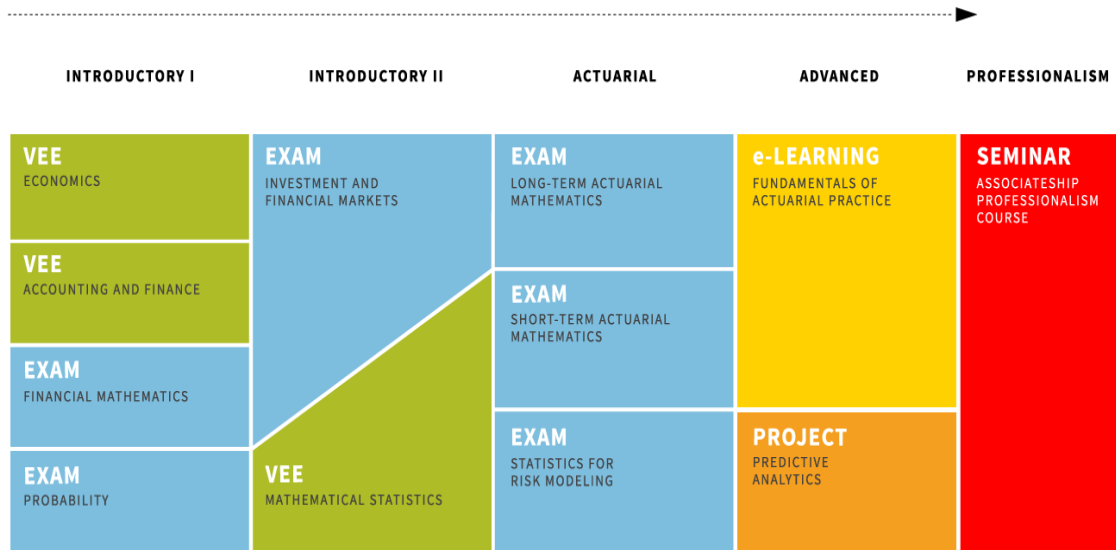 INTRODUCTORY I
INTRODUCTORY II
ACTUARIAL
ADVANCED
PROFESSIONALISM
VEE
ECONOMICS
VEE
ACCOUNTING AND FINANCE
EXAM
FINANCIAL MATHEMATICS
EXAM
PROBABILITY
EXAM
INVESTMENT AND
FINANCIAL MARKETS
VEE
MATHEMATICAL STATISTICS
EXAM
LONG-TERM ACTUARIAL
MATHEMATICS
EXAM
SHORT-TERM ACTUARIAL
MATHEMATICS
EXAM
STATISTICS FOR
RISK MODELING
e-LEARNING
FUNDAMENTALS OF
ACTUARIAL PRACTICE
PROJECT
PREDICTIVE
ANALYTICS
SEMINAR
ASSOCIATESHIP
PROFESSIONALISM
COURSE